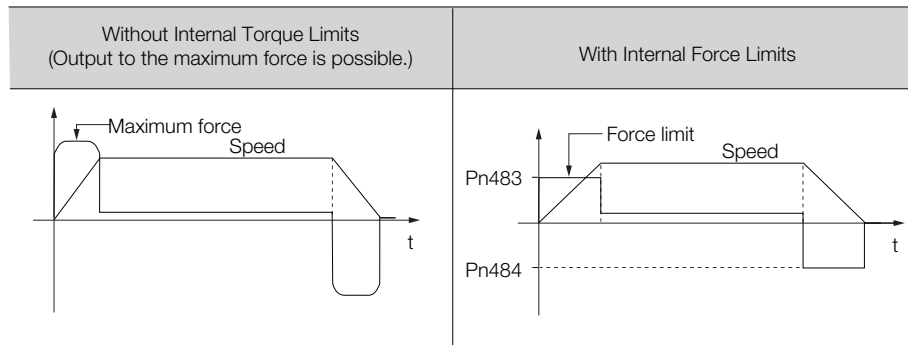 Without Internal Torque Limits
(Output to the maximum force is possible.)
With Internal Force Limits
Maximum force
Speed
t
Force limit
Speed
Pn483
t
Pn484